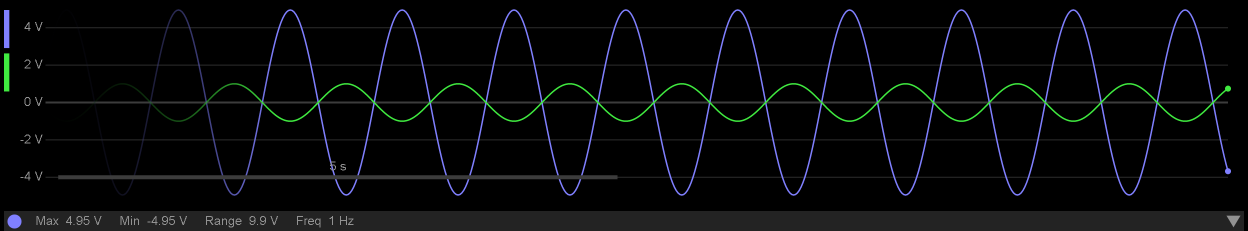 4 V
2 V
0 V
-2 V
-4 V
5 s
Max 4.95 V Min -4.95 V Range 9.9 V Freq 1 Hz